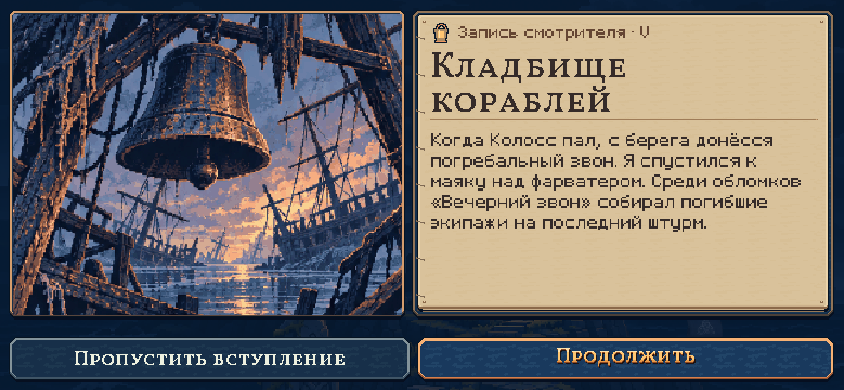 Запись смотрителя · V
Кладбище
кораблей
Когда Колосс пал, с берега донёсся
погребальный звон. Я спустился к
маяку над фарватером. Среди обломков
«Вечерний звон» собирал погибшие
экипажи на последний штурм.
Пропустить вступление
Продолжить